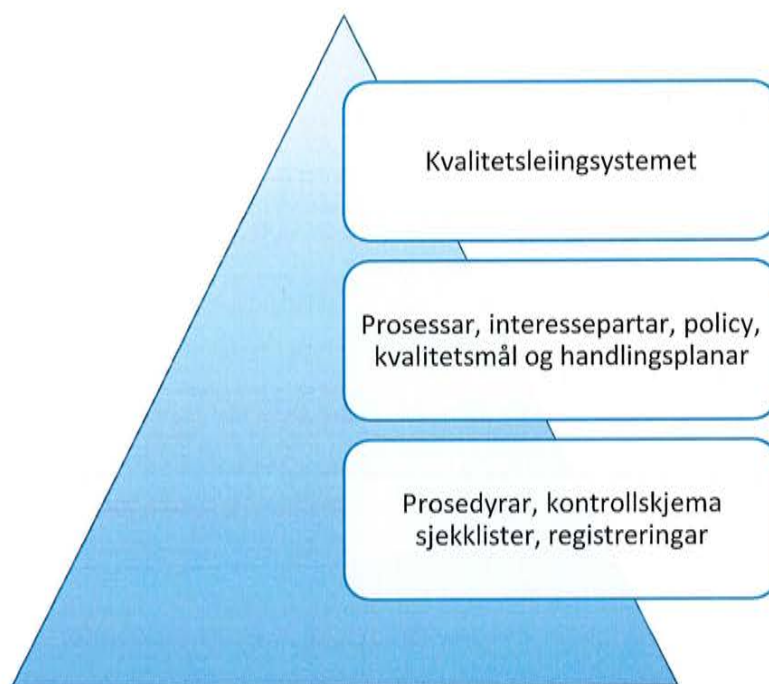 Kvalitetsleiingsystemet
Prosessar, interessepartar, policy,
kvalitetsmål og handlingsplanar
Prosedyrar, kontrollskjema
sjekklister, registreringar